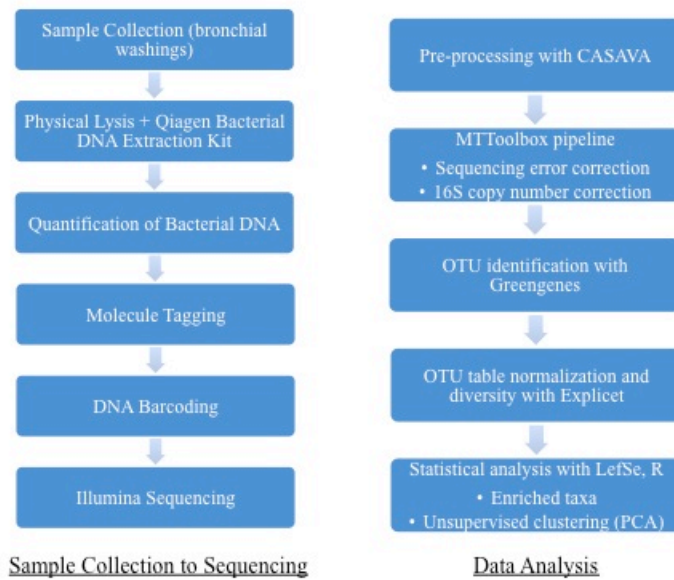 Sample Collection (bronchial
washings)
Physical Lysis + Qiagen Bacterial
DNA Extraction Kit
Quantification of Bacterial DNA
Molecule Tagging
DNA Barcoding
Illumina Sequencing
Sample Collection to Sequencing
Pre-processing with CASAVA
MTToolbox pipeline
• Sequencing error correction
• 16S copy number correction
OTU identification with
Greengenes
OTU table normalization and
diversity with Explicet
Statistical analysis with LefSe, R
• Enriched taxa
• Unsupervised clustering (PCA)
Data Analysis